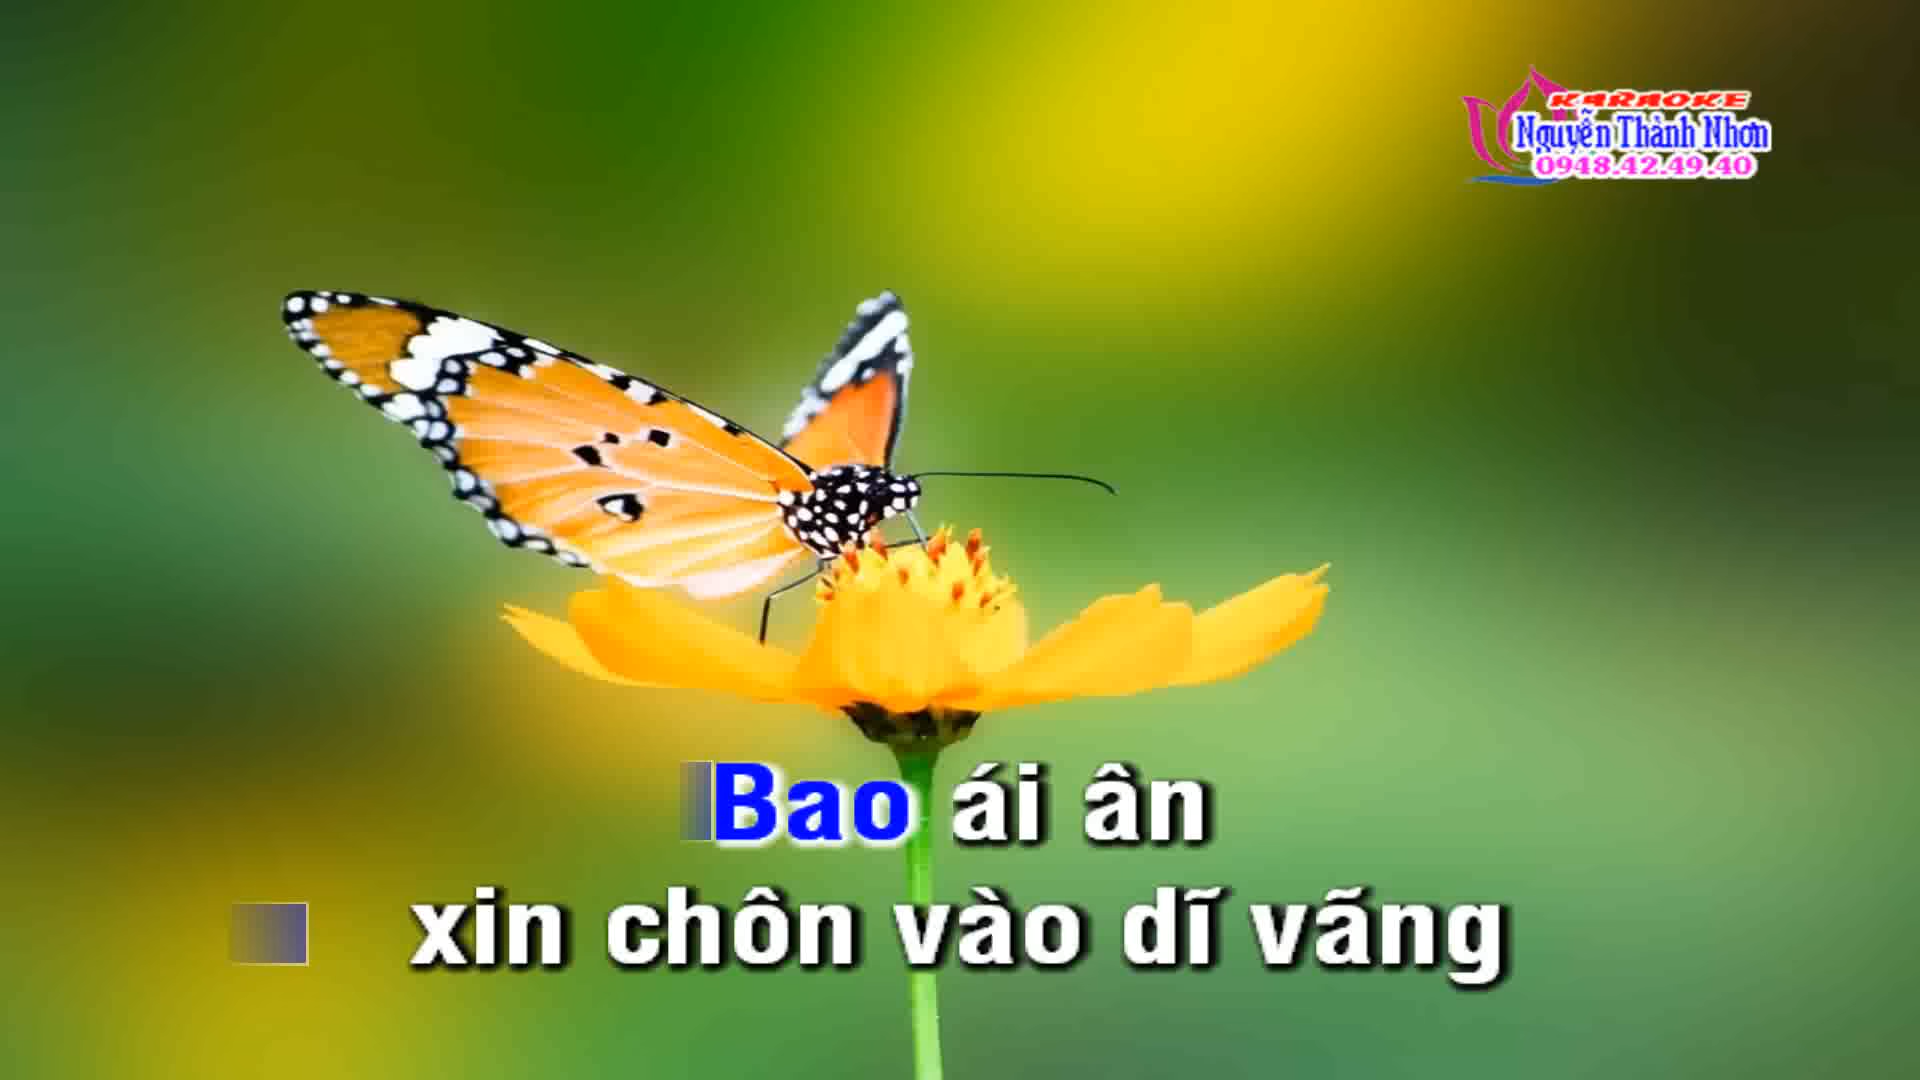 KARAOKE
Nguyễn Thành Nhơn
0948.42.49.40
Bao ái ân
xin chôn vào dĩ vãng